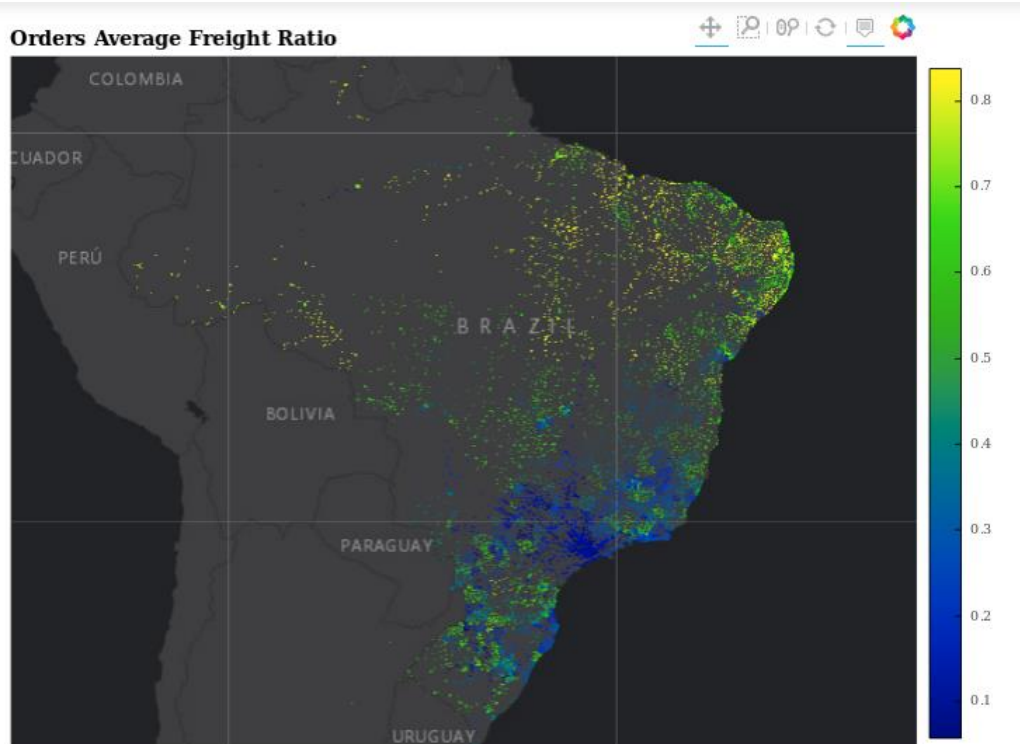 Orders Average Freight Ratio
COLOMBIA
CUADOR
PERÚ
BRAZIL
BOLIVIA
PARAGUAY
URUGUAY
0.8
0.7
0.6
0.5
0.4
0.3
0.2
0.1